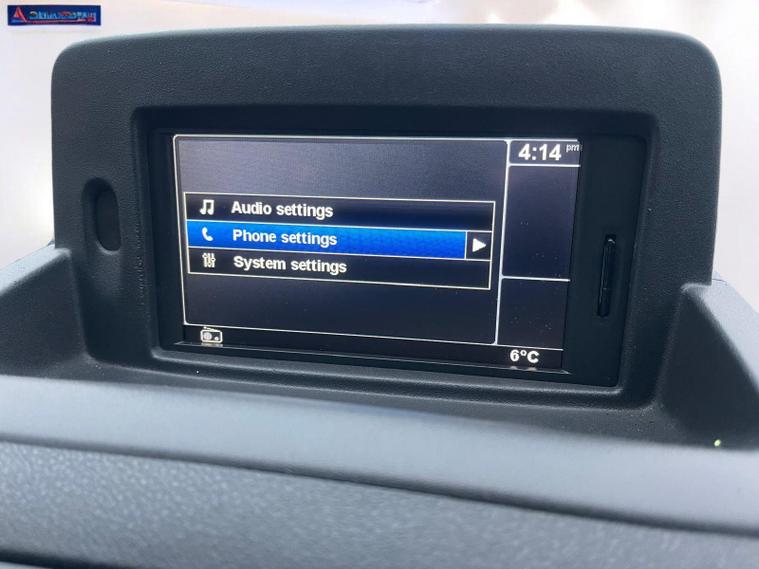 4:14 pm
Audio settings
Phone settings
System settings
6°C